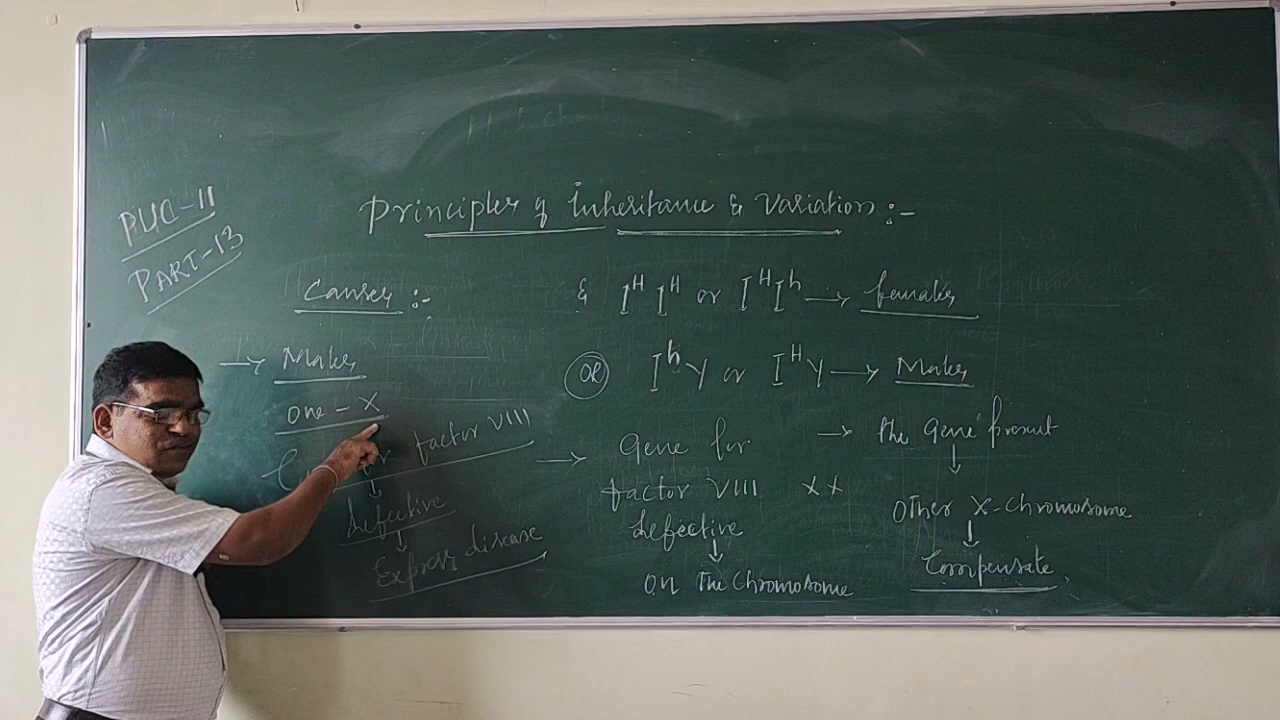 PUC-II
PART-13
Principles of Inheritance & Variation :-
Causes :-
→ Males
one - X
factor VIII
↓
defective
↓
Express disease
& I^H I^H or I^H I^h → females
OR I^h Y or I^H Y → Males
→ Gene for
factor VIII XX
defective
↓
on The Chromosome
→ The Gene present
↓
Other X-Chromosome
↓
Compensate